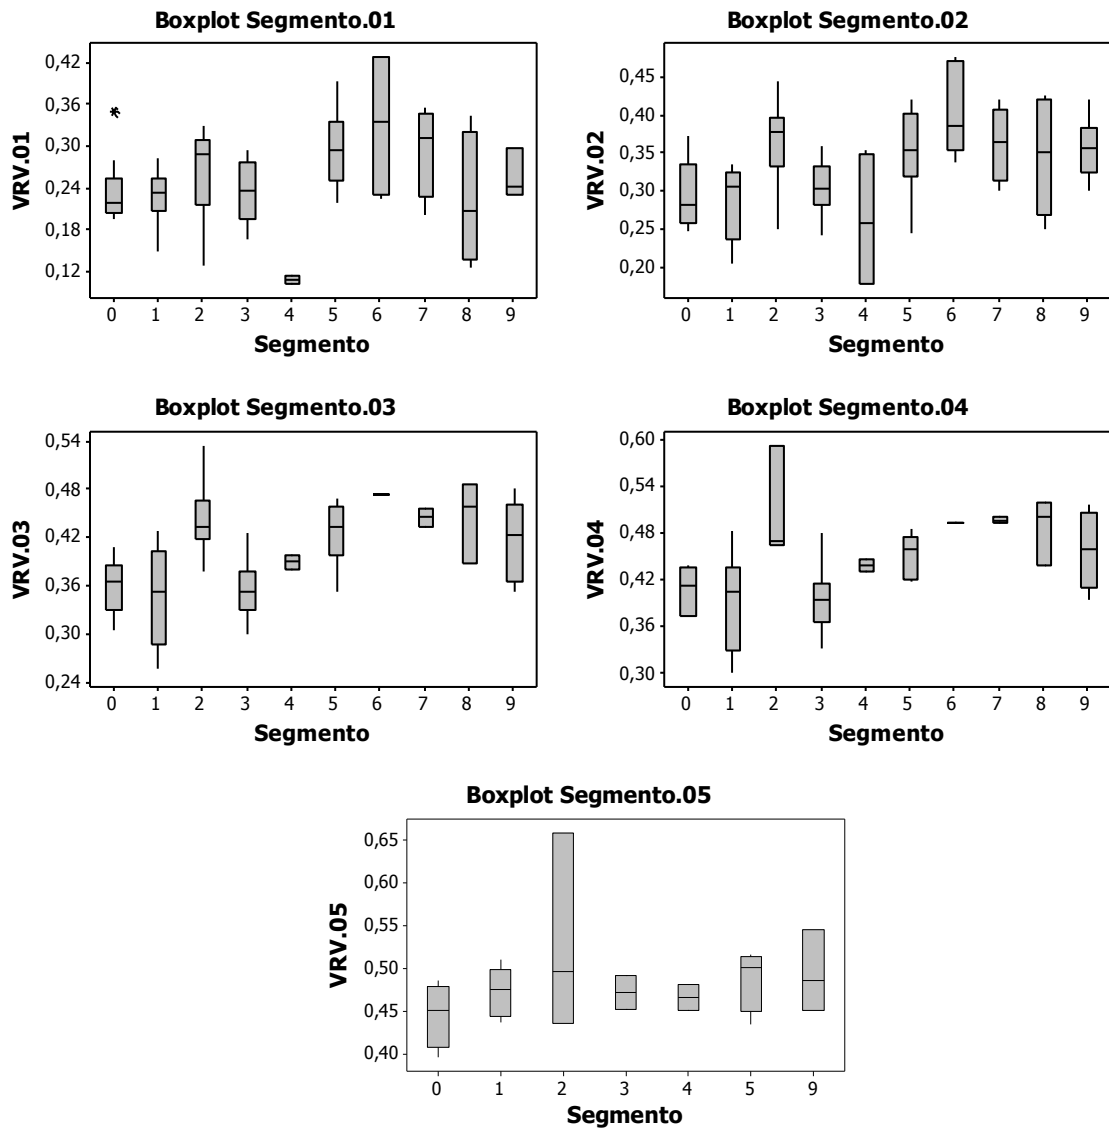 Boxplot Segmento.01
VRV.01
0,42
0,36
0,30
0,24
0,18
0,12
0 1 2 3 4 5 6 7 8 9
Segmento
Boxplot Segmento.02
VRV.02
0,45
0,40
0,35
0,30
0,25
0,20
0 1 2 3 4 5 6 7 8 9
Segmento
Boxplot Segmento.03
VRV.03
0,54
0,48
0,42
0,36
0,30
0,24
0 1 2 3 4 5 6 7 8 9
Segmento
Boxplot Segmento.04
VRV.04
0,60
0,54
0,48
0,42
0,36
0,30
0 1 2 3 4 5 6 7 8 9
Segmento
Boxplot Segmento.05
VRV.05
0,65
0,60
0,55
0,50
0,45
0,40
0 1 2 3 4 5 9
Segmento